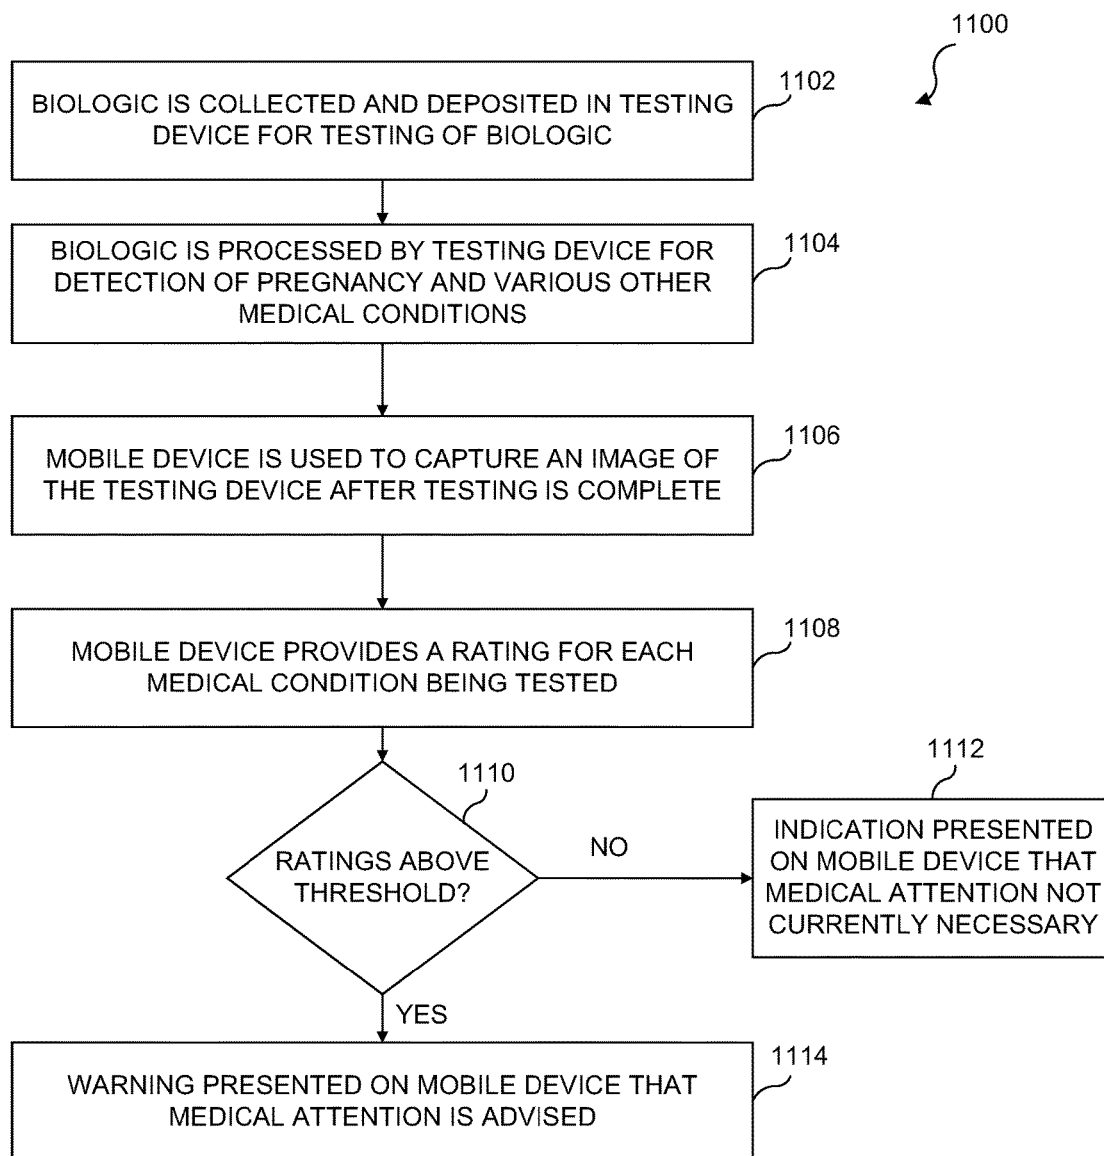 1100
1102
BIOLOGIC IS COLLECTED AND DEPOSITED IN TESTING
DEVICE FOR TESTING OF BIOLOGIC
1104
BIOLOGIC IS PROCESSED BY TESTING DEVICE FOR
DETECTION OF PREGNANCY AND VARIOUS OTHER
MEDICAL CONDITIONS
1106
MOBILE DEVICE IS USED TO CAPTURE AN IMAGE OF
THE TESTING DEVICE AFTER TESTING IS COMPLETE
1108
MOBILE DEVICE PROVIDES A RATING FOR EACH
MEDICAL CONDITION BEING TESTED
1110
RATINGS ABOVE
THRESHOLD?
NO
1112
INDICATION PRESENTED
ON MOBILE DEVICE THAT
MEDICAL ATTENTION NOT
CURRENTLY NECESSARY
YES
1114
WARNING PRESENTED ON MOBILE DEVICE THAT
MEDICAL ATTENTION IS ADVISED